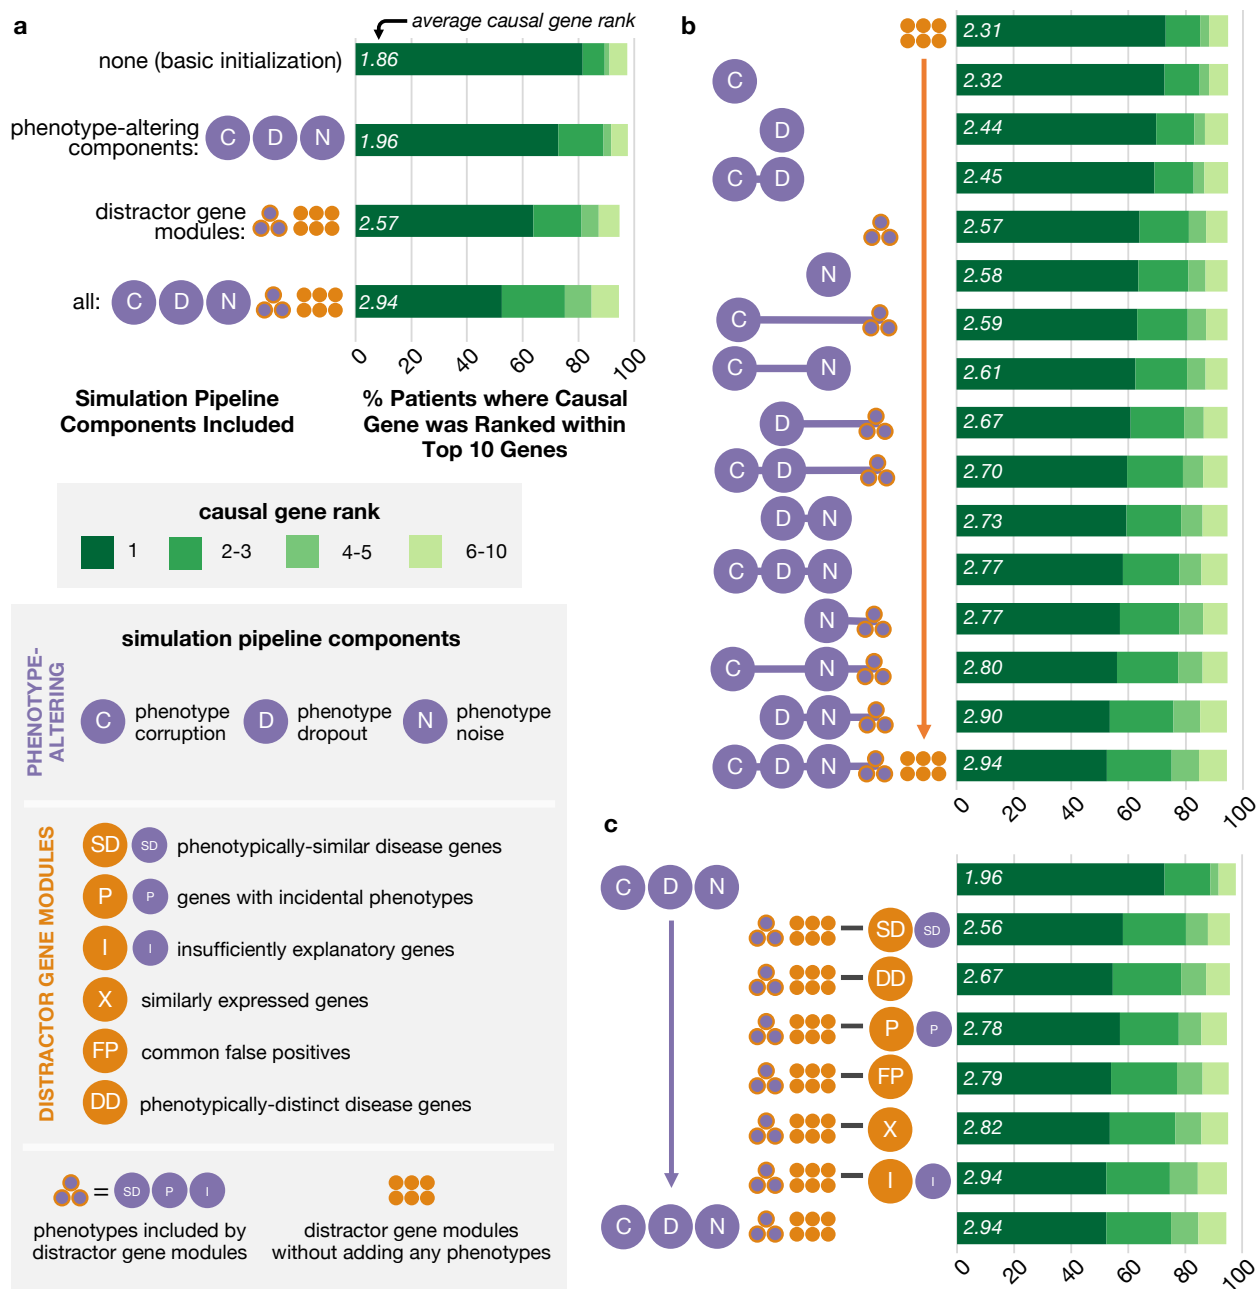 a
average causal gene rank
none (basic initialization)
1.86
phenotype-altering
components:
C D N
1.96
distractor gene
modules:
2.57
all:
C D N
2.94
0 20 40 60 80 100
Simulation Pipeline
Components Included
% Patients where Causal
Gene was Ranked within
Top 10 Genes
causal gene rank
1 2-3 4-5 6-10
simulation pipeline components
PHENOTYPE-
ALTERING
C phenotype
corruption
D phenotype
dropout
N phenotype
noise
DISTRACTOR GENE MODULES
SD SD phenotypically-similar disease genes
P P genes with incidental phenotypes
I I insufficiently explanatory genes
X similarly expressed genes
FP common false positives
DD phenotypically-distinct disease genes
= SD P I
phenotypes included by
distractor gene modules
distractor gene modules
without adding any phenotypes
b
2.31
C 2.32
D 2.44
C D 2.45
2.57
N 2.58
C 2.59
C N 2.61
D 2.67
C D 2.70
D N 2.73
C D N 2.77
N 2.77
C N 2.80
D N 2.90
C D N 2.94
0 20 40 60 80 100
c
C D N 1.96
SD SD 2.56
DD 2.67
P P 2.78
FP 2.79
X 2.82
I I 2.94
C D N 2.94
0 20 40 60 80 100